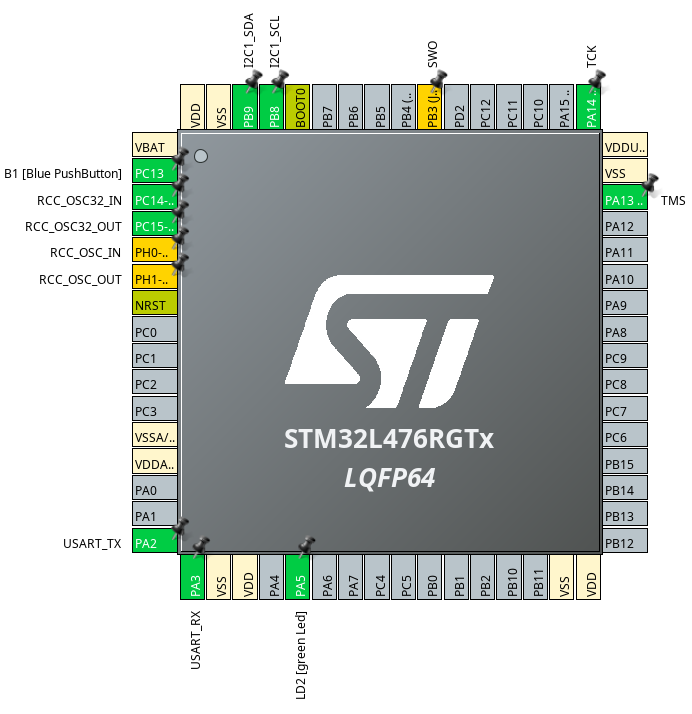 I2C1_SDA
I2C1_SCL
SWO
TCK
VDD
VSS
PB9
PB8
BOOT0
PB7
PB6
PB5
PB4 (..
PB3 (J..
PD2
PC12
PC11
PC10
PA15 ..
PA14 ..
VBAT
B1 [Blue PushButton] PC13
RCC_OSC32_IN PC14-..
RCC_OSC32_OUT PC15-..
RCC_OSC_IN PH0-..
RCC_OSC_OUT PH1-..
NRST
PC0
PC1
PC2
PC3
VSSA/..
VDDA..
PA0
PA1
USART_TX PA2
STM32L476RGTx
LQFP64
VDDU..
VSS
PA13 .. TMS
PA12
PA11
PA10
PA9
PA8
PC9
PC8
PC7
PC6
PB15
PB14
PB13
PB12
PA3
VSS
VDD
PA4
PA5
PA6
PA7
PC4
PC5
PB0
PB1
PB2
PB10
PB11
VSS
VDD
USART_RX
LD2 [green Led]